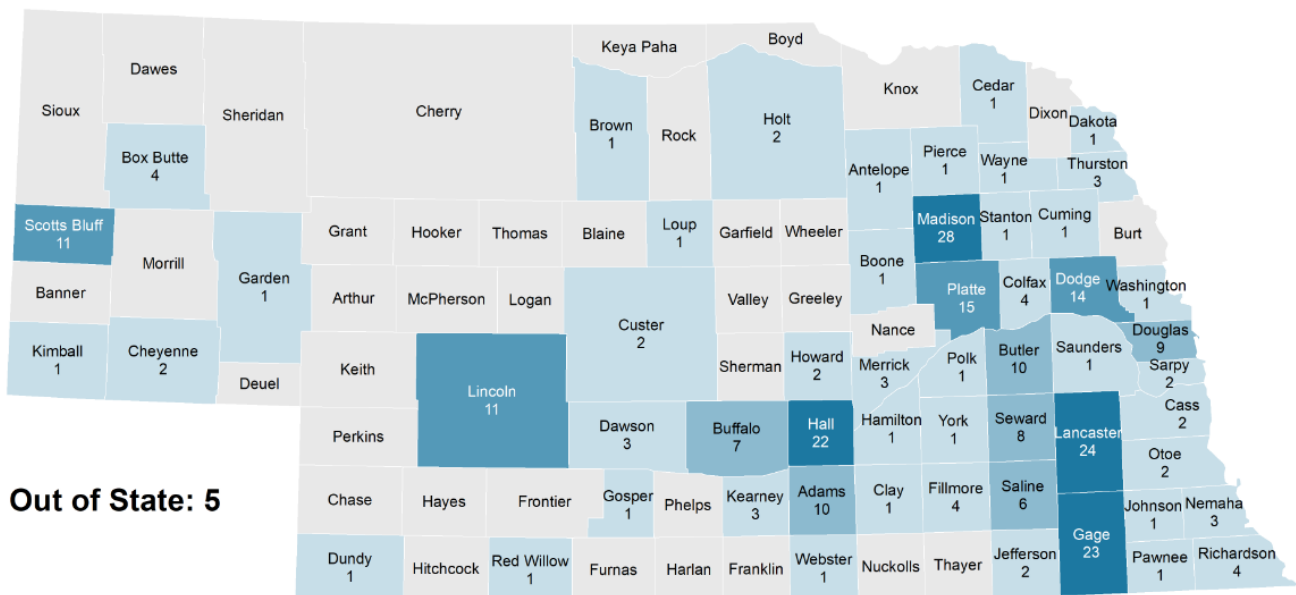 Keya Paha
Boyd
Dawes
Knox
Cedar
1
Sioux
Sheridan
Cherry
Dixon
Dakota
1
Brown
1
Rock
Holt
2
Box Butte
4
Antelope
1
Pierce
1
Wayne
1
Thurston
3
Scotts Bluff
11
Grant
Hooker
Thomas
Blaine
Loup
1
Garfield
Wheeler
Madison
28
Stanton
1
Cuming
1
Burt
Morrill
Garden
1
Boone
1
Banner
Arthur
McPherson
Logan
Valley
Greeley
Platte
15
Colfax
4
Dodge
14
Washington
1
Custer
2
Nance
Douglas
9
Kimball
1
Cheyenne
2
Deuel
Keith
Sherman
Howard
2
Merrick
3
Polk
1
Butler
10
Saunders
1
Sarpy
2
Lincoln
11
Perkins
Dawson
3
Buffalo
7
Hall
22
Hamilton
1
York
1
Seward
8
Lancaster
24
Cass
2
Otoe
2
Out of State: 5
Chase
Hayes
Frontier
Gosper
1
Phelps
Kearney
3
Adams
10
Clay
1
Fillmore
4
Saline
6
Gage
23
Johnson
1
Nemaha
3
Dundy
1
Hitchcock
Red Willow
1
Furnas
Harlan
Franklin
Webster
1
Nuckolls
Thayer
Jefferson
2
Pawnee
1
Richardson
4